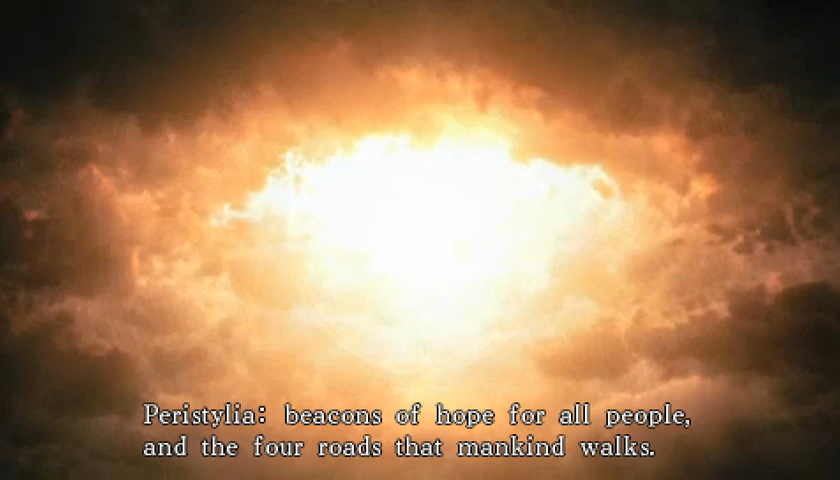 Peristylia: beacons of hope for all people,
and the four roads that mankind walks.